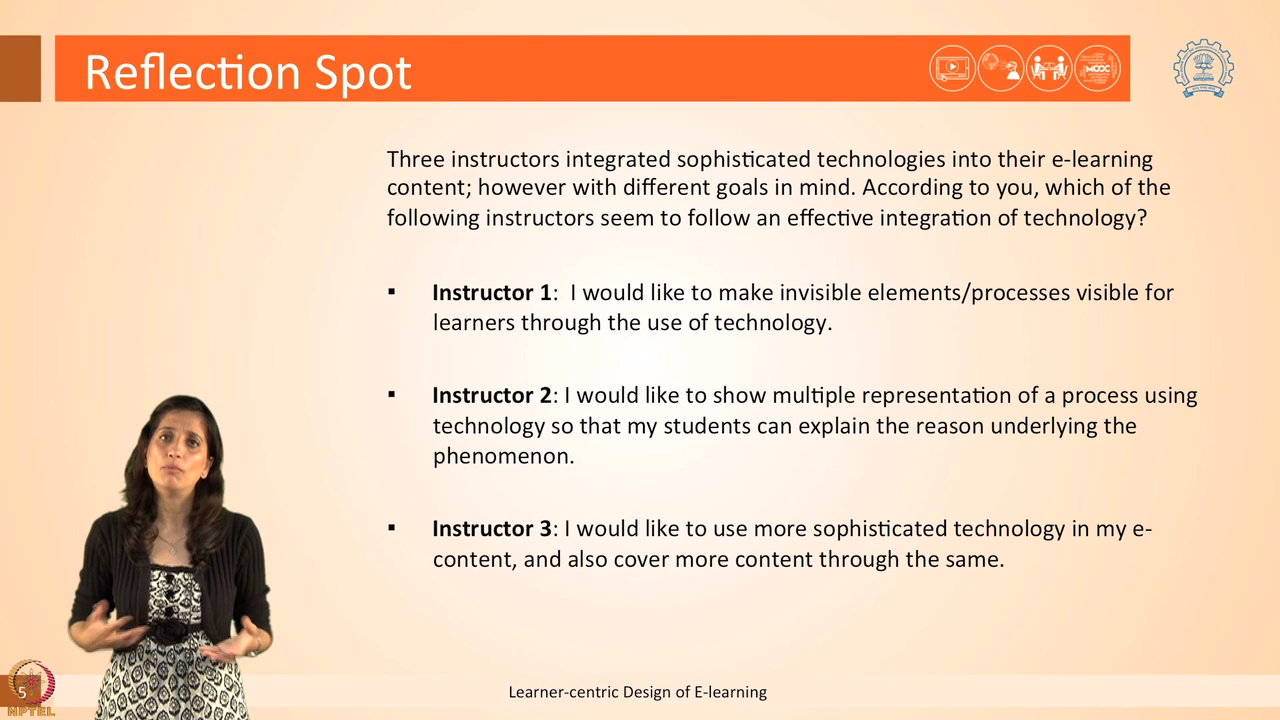 Reflection Spot
MOOC
Three instructors integrated sophisticated technologies into their e-learning
content; however with different goals in mind. According to you, which of the
following instructors seem to follow an effective integration of technology?
▪ Instructor 1:  I would like to make invisible elements/processes visible for
learners through the use of technology.
▪ Instructor 2: I would like to show multiple representation of a process using
technology so that my students can explain the reason underlying the
phenomenon.
▪ Instructor 3: I would like to use more sophisticated technology in my e-
content, and also cover more content through the same.
5
NPTEL
Learner-centric Design of E-learning